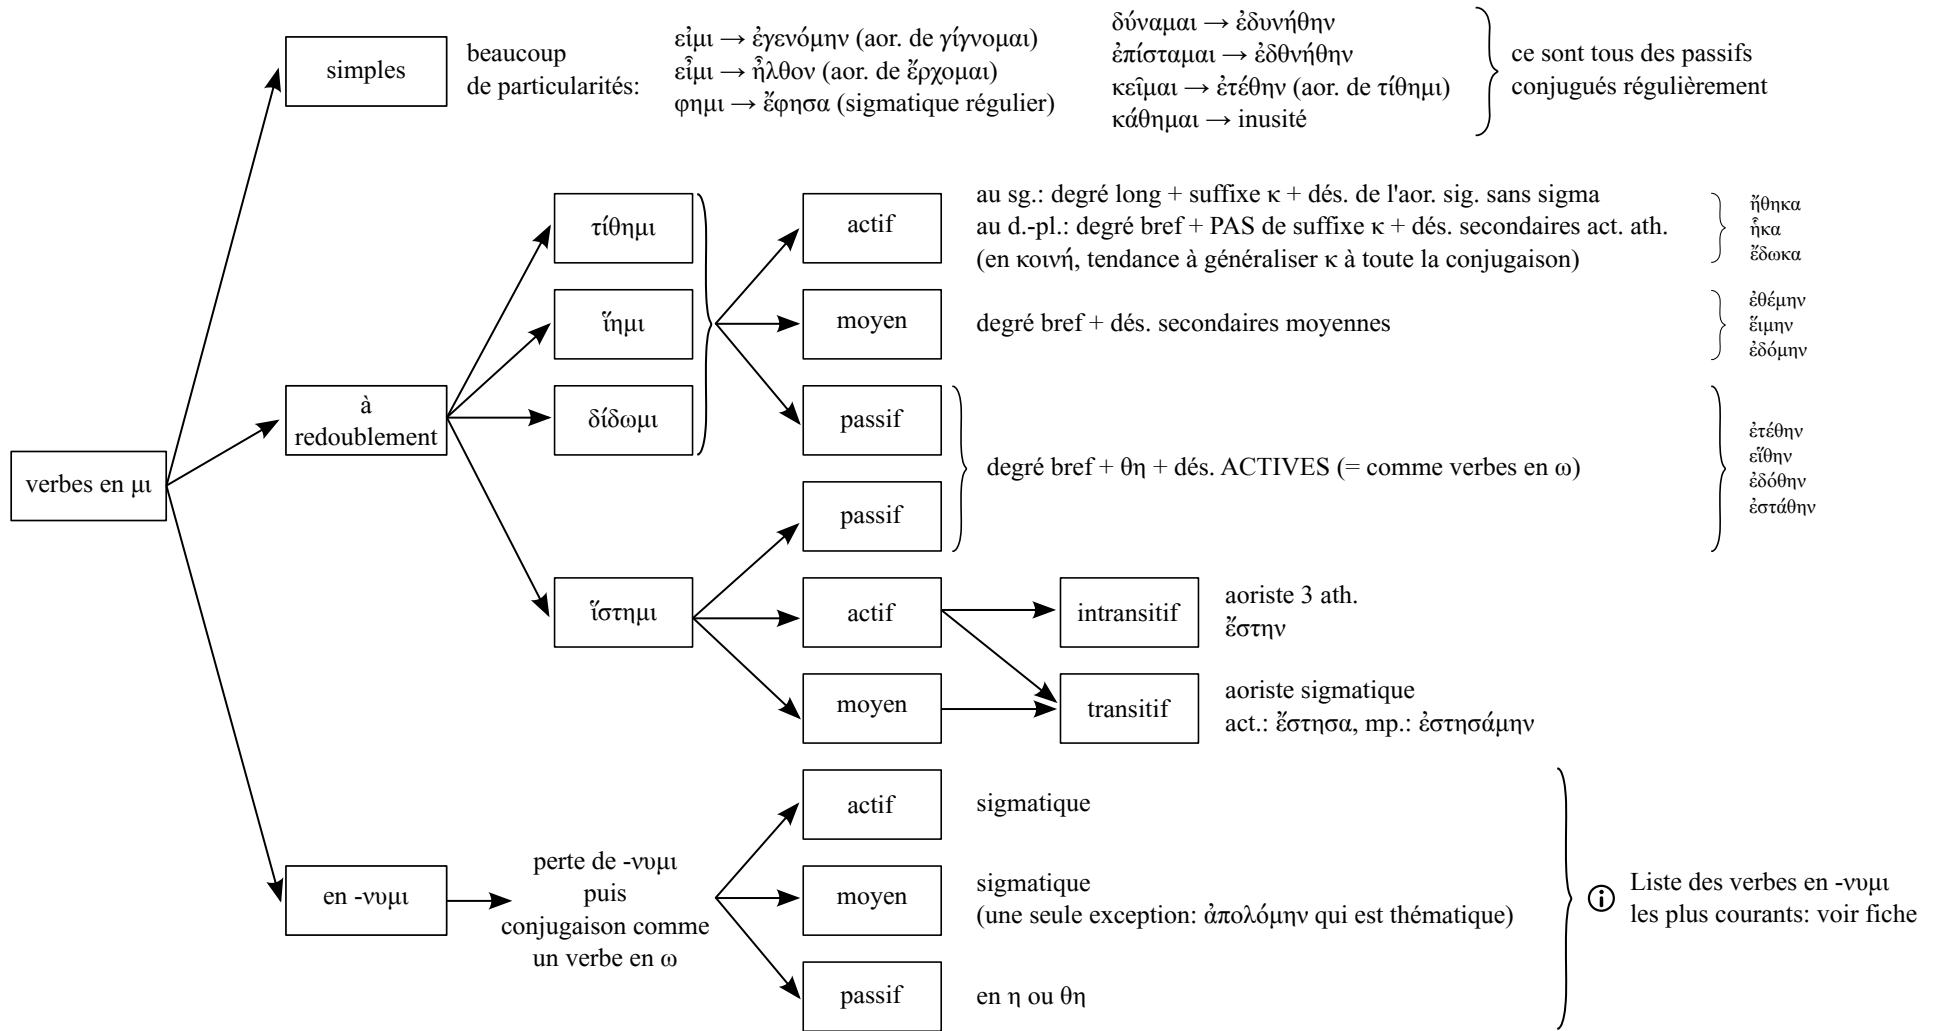 simples
beaucoup
de particularités:
εἰμι → ἐγενόμην (aor. de γίγνομαι)
εἶμι → ἦλθον (aor. de ἔρχομαι)
φημι → ἔφησα (sigmatique régulier)
δύναμαι → ἐδυνήθην
ἐπίσταμαι → ἐδθνήθην
κεῖμαι → ἐτέθην (aor. de τίθημι)
κάθημαι → inusité
ce sont tous des passifs
conjugués régulièrement
verbes en μι
à
redoublement
τίθημι
ἵημι
δίδωμι
actif
au sg.: degré long + suffixe κ + dés. de l'aor. sig. sans sigma
au d.-pl.: degré bref + PAS de suffixe κ + dés. secondaires act. ath.
(en κοινή, tendance à généraliser κ à toute la conjugaison)
ἤθηκα
ἧκα
ἔδωκα
moyen
degré bref + dés. secondaires moyennes
ἐθέμην
ἕιμην
ἐδόμην
passif
degré bref + θη + dés. ACTIVES (= comme verbes en ω)
ἐτέθην
εἵθην
ἐδόθην
ἐστάθην
ἵστημι
passif
actif
intransitif
aoriste 3 ath.
ἔστην
moyen
transitif
aoriste sigmatique
act.: ἔστησα, mp.: ἐστησάμην
en -νυμι
perte de -νυμι
puis
conjugaison comme
un verbe en ω
actif
sigmatique
moyen
sigmatique
(une seule exception: ἀπολόμην qui est thématique)
passif
en η ou θη
Liste des verbes en -νυμι
les plus courants: voir fiche